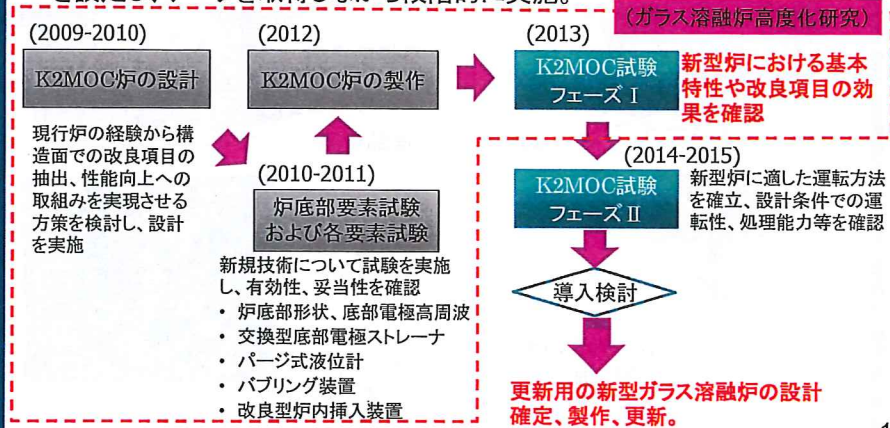 (ガラス溶融炉高度化研究)
(2009-2010)
K2MOC炉の設計
現行炉の経験から構
造面での改良項目の
抽出、性能向上への
取組みを実現させる
方策を検討し、設計
を実施
(2012)
K2MOC炉の製作
(2010-2011)
炉底部要素試験
および各要素試験
新規技術について試験を実施
し、有効性、妥当性を確認
・ 炉底部形状、底部電極高周波
・ 交換型底部電極ストレーナ
・ パージ式液位計
・ バブリング装置
・ 改良型炉内挿入装置
(2013)
K2MOC試験
フェーズⅠ
新型炉における基本
特性や改良項目の効
果を確認
(2014-2015)
K2MOC試験
フェーズⅡ
新型炉に適した運転方法
を確立、設計条件での運
転性、処理能力等を確認
導入検討
更新用の新型ガラス溶融炉の設計
確定、製作、更新。